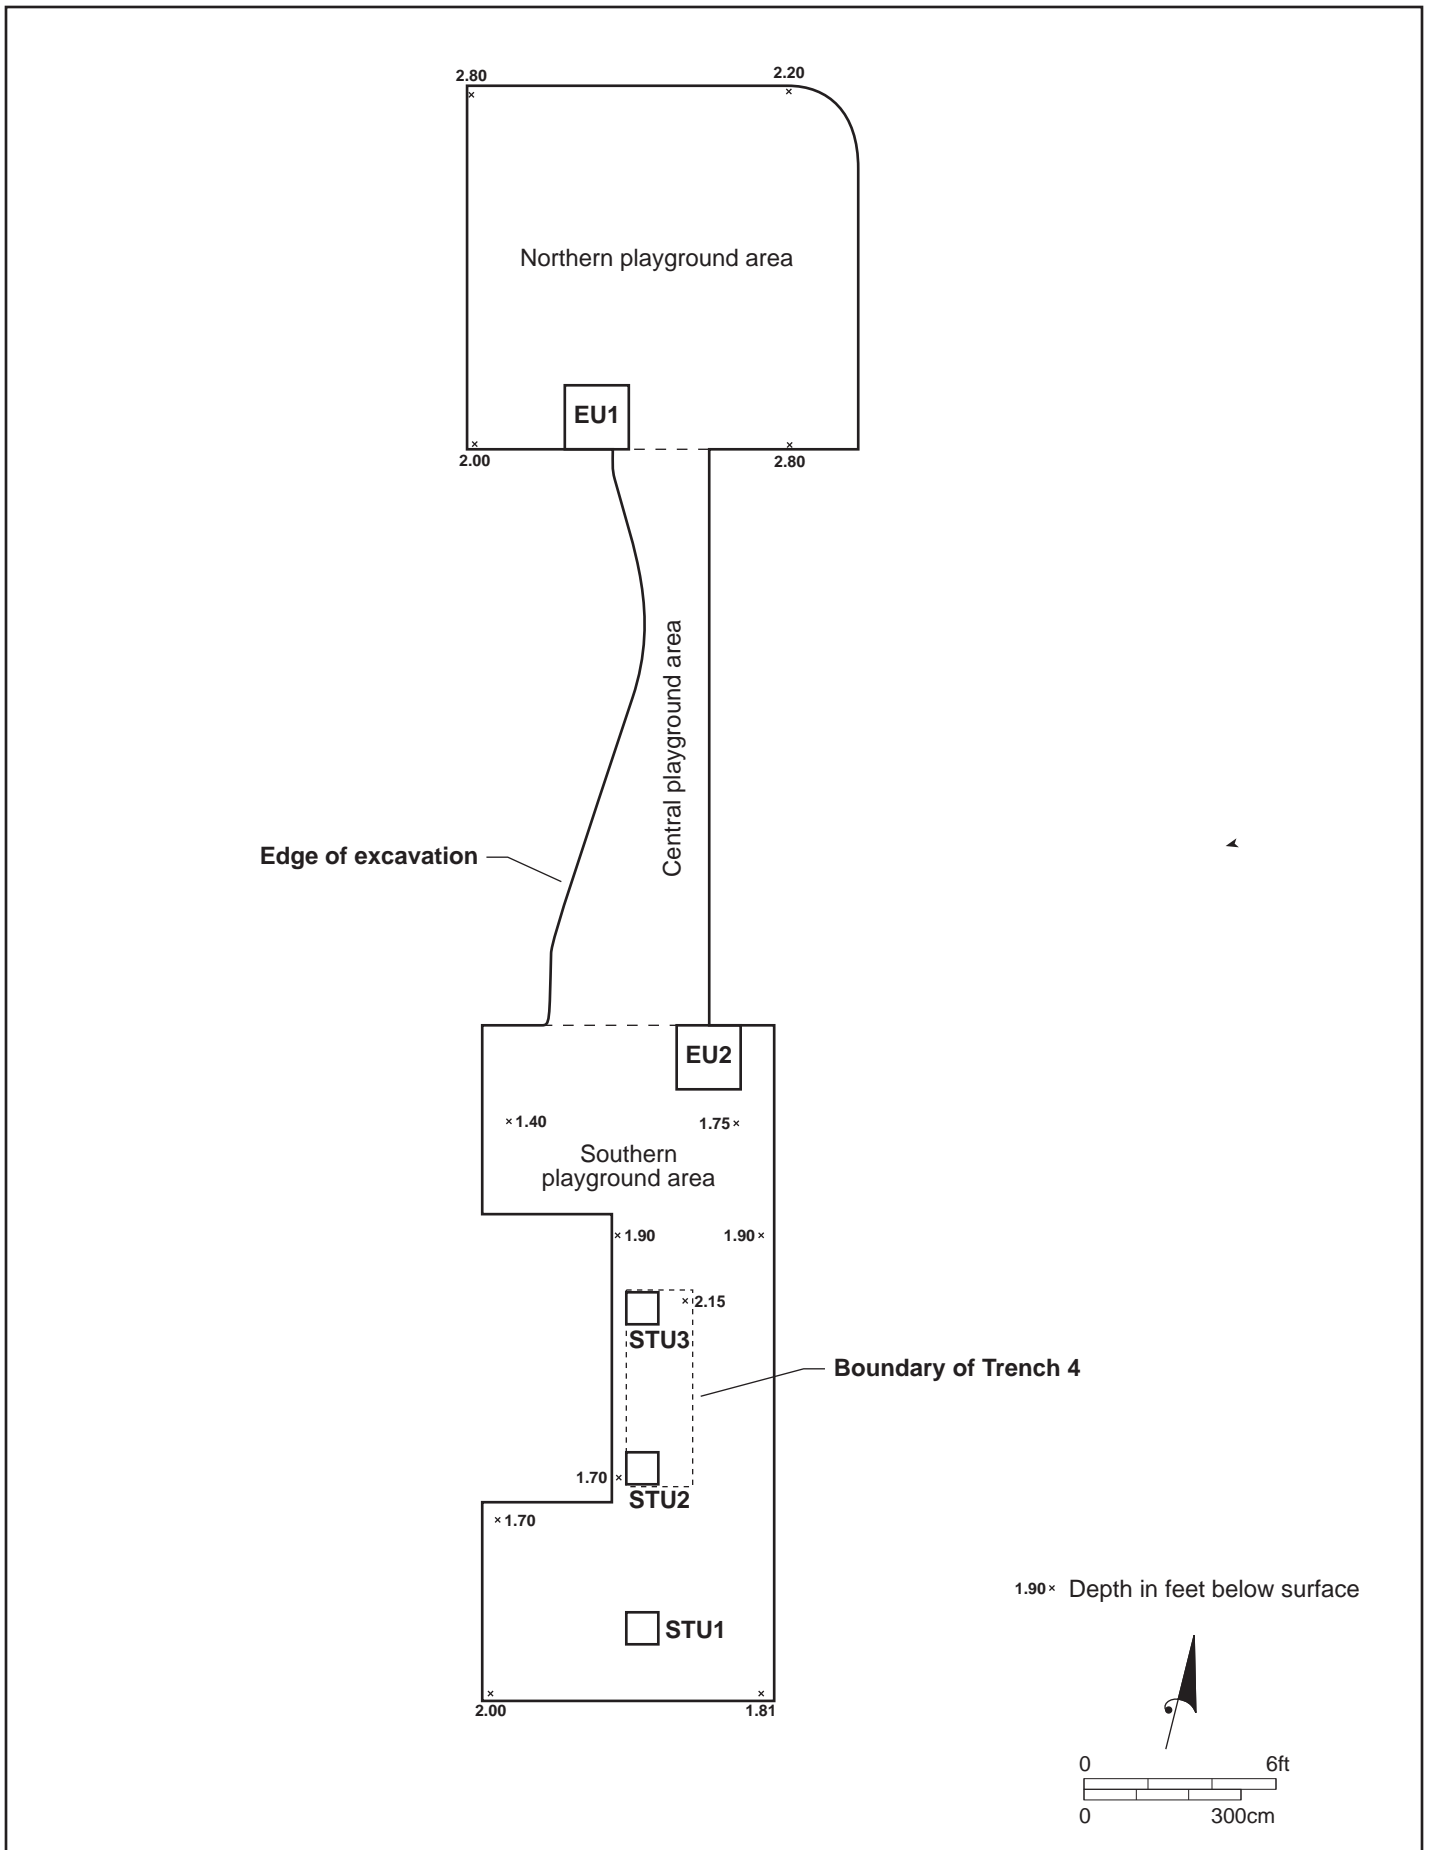 2.80
2.20
Northern playground area
EU1
2.00
2.80
Central playground area
Edge of excavation
EU2
1.40
1.75
Southern
playground area
1.90
1.90
2.15
STU3
Boundary of Trench 4
1.70
STU2
1.70
1.90 Depth in feet below surface
STU1
2.00
1.81
0 6ft
0 300cm